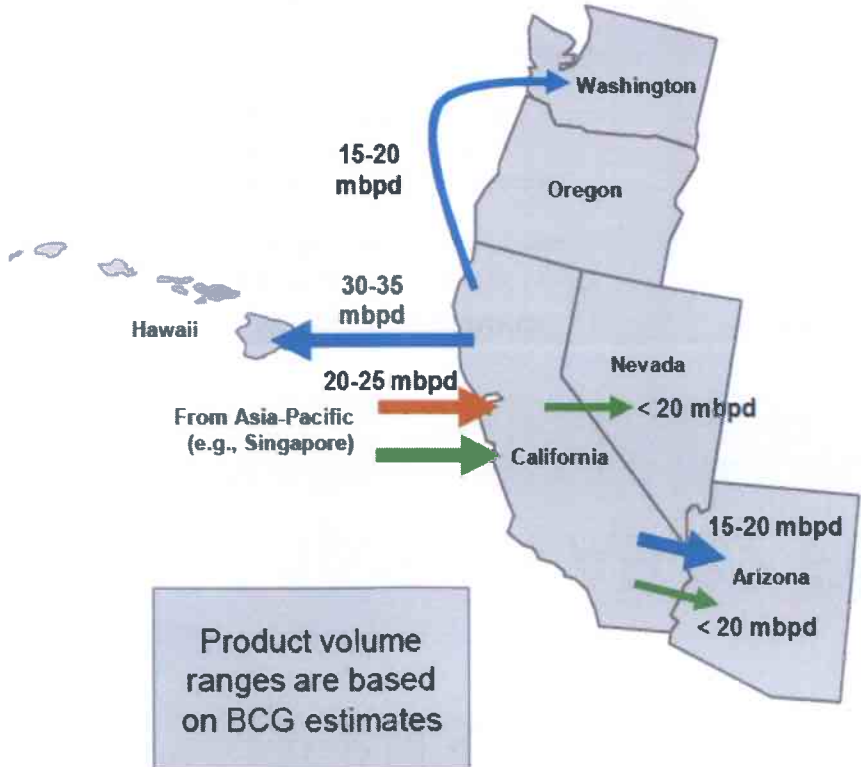 Washington
15-20
mbpd
Oregon
30-35
mbpd
Hawaii
Nevada
20-25 mbpd
< 20 mbpd
From Asia-Pacific
(e.g., Singapore)
California
15-20 mbpd
Arizona
< 20 mbpd
Product volume
ranges are based
on BCG estimates